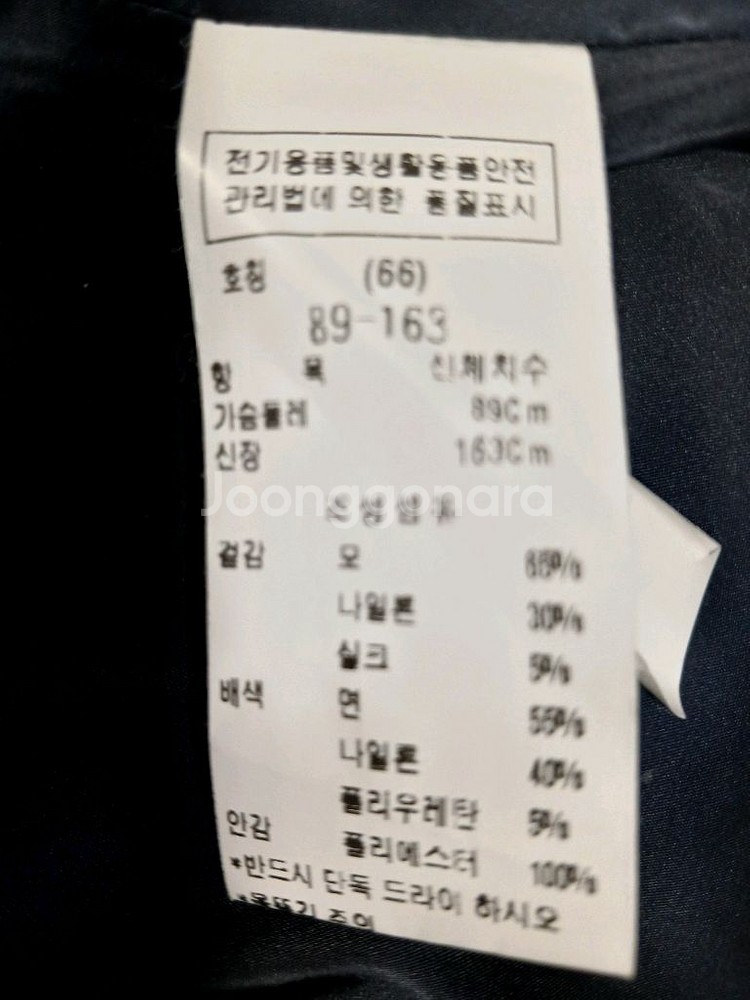 전기용품및생활용품안전
관리법에 의한 품질표시
호칭 (66)
89-163
항 목 신체치수
가슴둘레 89Cm
신장 163Cm
Joonggonara
겉감 모 65%
나일론 30%
실크 5%
배색 면 55%
나일론 40%
폴리우레탄 5%
안감 폴리에스터 100%
*반드시 단독 드라이 하시오